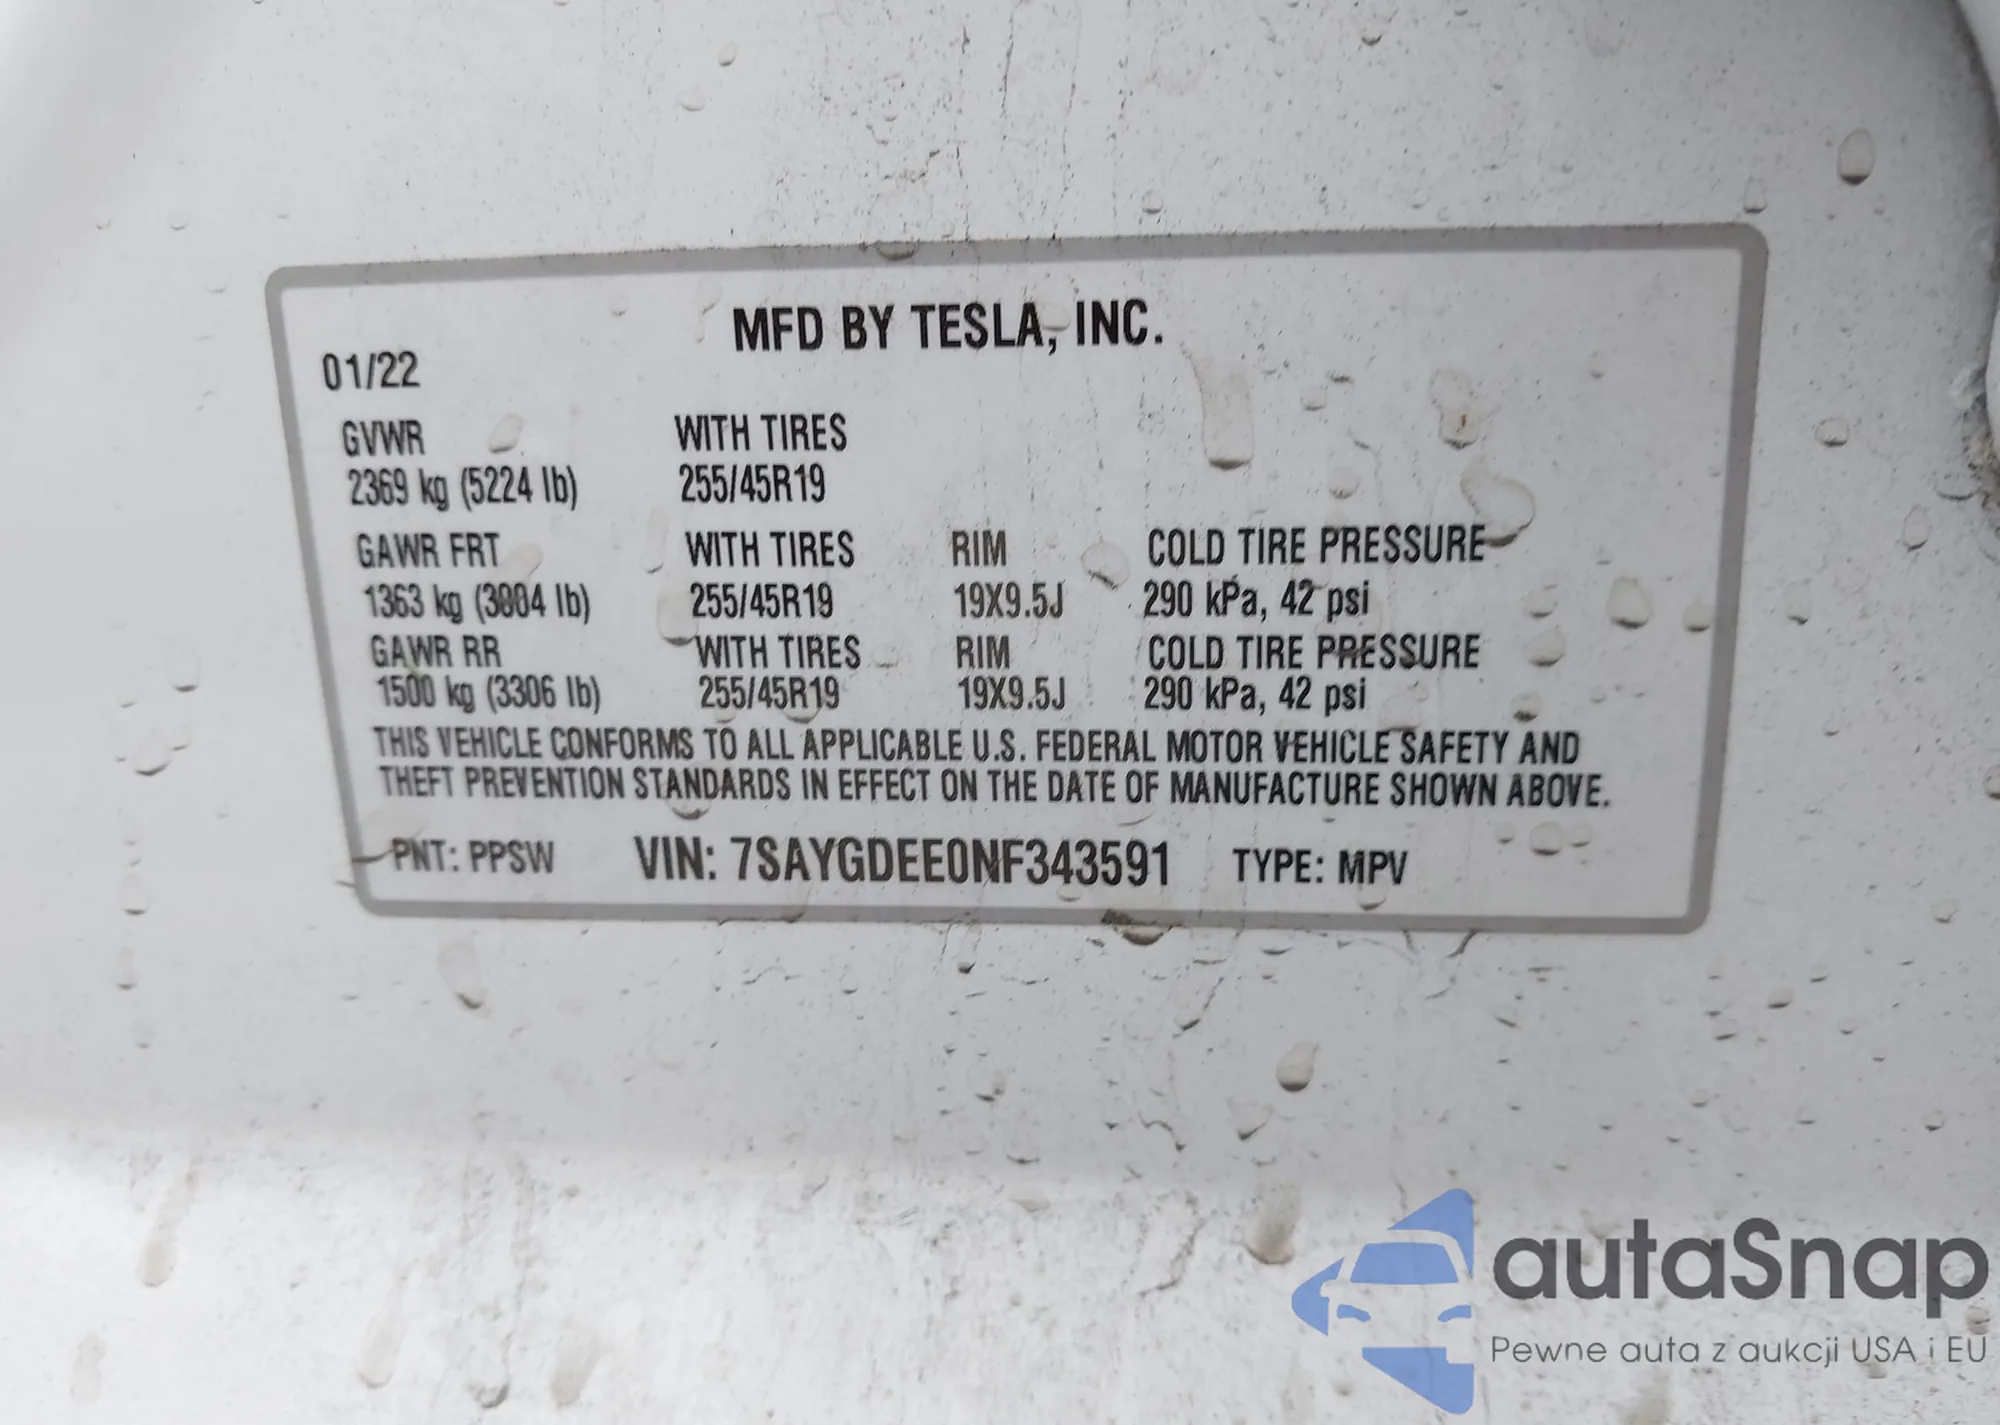 MFD BY TESLA, INC.
01/22
GVWR WITH TIRES
2369 kg (5224 lb) 255/45R19
GAWR FRT WITH TIRES RIM COLD TIRE PRESSURE
1363 kg (3004 lb) 255/45R19 19X9.5J 290 kPa, 42 psi
GAWR RR WITH TIRES RIM COLD TIRE PRESSURE
1500 kg (3306 lb) 255/45R19 19X9.5J 290 kPa, 42 psi
THIS VEHICLE CONFORMS TO ALL APPLICABLE U.S. FEDERAL MOTOR VEHICLE SAFETY AND
THEFT PREVENTION STANDARDS IN EFFECT ON THE DATE OF MANUFACTURE SHOWN ABOVE.
PNT: PPSW VIN: 7SAYGDEE0NF343591 TYPE: MPV
autaSnap
Pewne auta z aukcji USA i EU